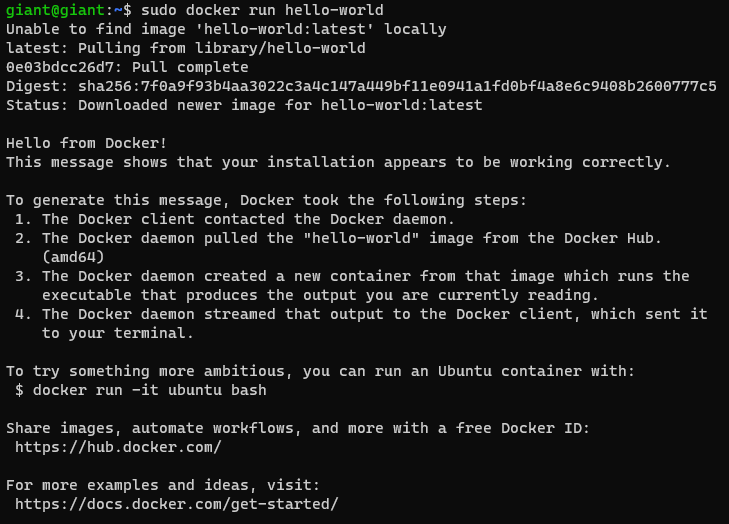 giant@giant:~$ sudo docker run hello-world
Unable to find image 'hello-world:latest' locally
latest: Pulling from library/hello-world
0e03bdcc26d7: Pull complete
Digest: sha256:7f0a9f93b4aa3022c3a4c147a449bf11e0941a1fd0bf4a8e6c9408b2600777c5
Status: Downloaded newer image for hello-world:latest

Hello from Docker!
This message shows that your installation appears to be working correctly.

To generate this message, Docker took the following steps:
 1. The Docker client contacted the Docker daemon.
 2. The Docker daemon pulled the "hello-world" image from the Docker Hub.
    (amd64)
 3. The Docker daemon created a new container from that image which runs the
    executable that produces the output you are currently reading.
 4. The Docker daemon streamed that output to the Docker client, which sent it
    to your terminal.

To try something more ambitious, you can run an Ubuntu container with:
 $ docker run -it ubuntu bash

Share images, automate workflows, and more with a free Docker ID:
 https://hub.docker.com/

For more examples and ideas, visit:
 https://docs.docker.com/get-started/